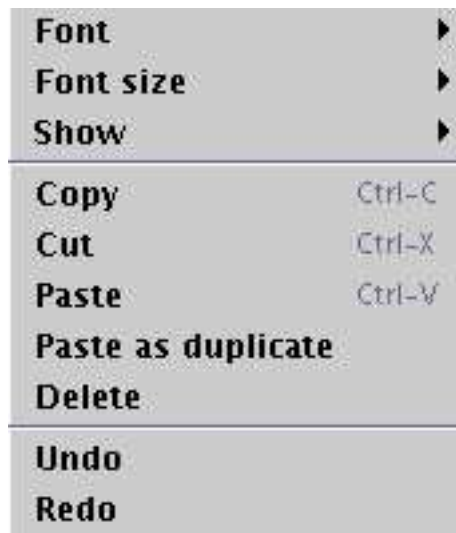 Font
Font size
Show
Copy Ctrl-C
Cut Ctrl-X
Paste Ctrl-V
Paste as duplicate
Delete
Undo
Redo